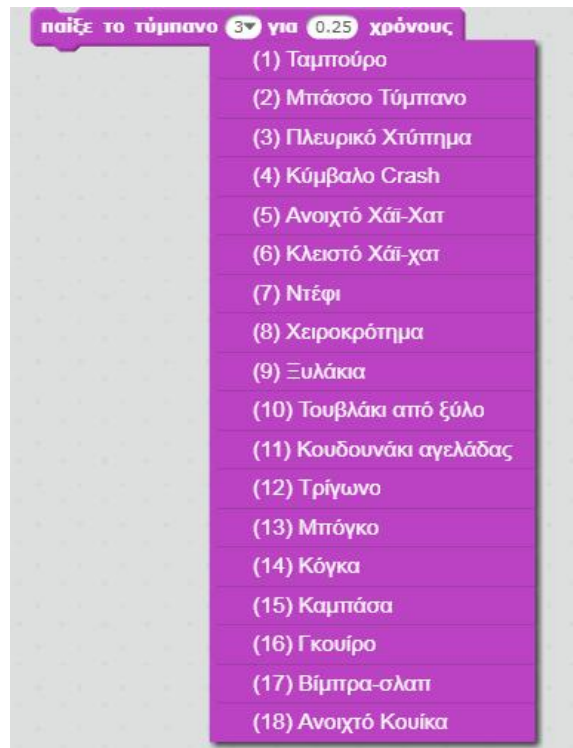 παίξε το τύμπανο 3 για 0.25 χρόνους
(1) Ταμπούρο
(2) Μπάσσο Τύμπανο
(3) Πλευρικό Χτύπημα
(4) Κύμβαλο Crash
(5) Ανοιχτό Χάϊ-Χατ
(6) Κλειστό Χάϊ-χατ
(7) Ντέφι
(8) Χειροκρότημα
(9) Ξυλάκια
(10) Τουβλάκι από ξύλο
(11) Κουδουνάκι αγελάδας
(12) Τρίγωνο
(13) Μπόγκο
(14) Κόγκα
(15) Καμπάσα
(16) Γκουίρο
(17) Βίμπρα-σλαπ
(18) Ανοιχτό Κουίκα